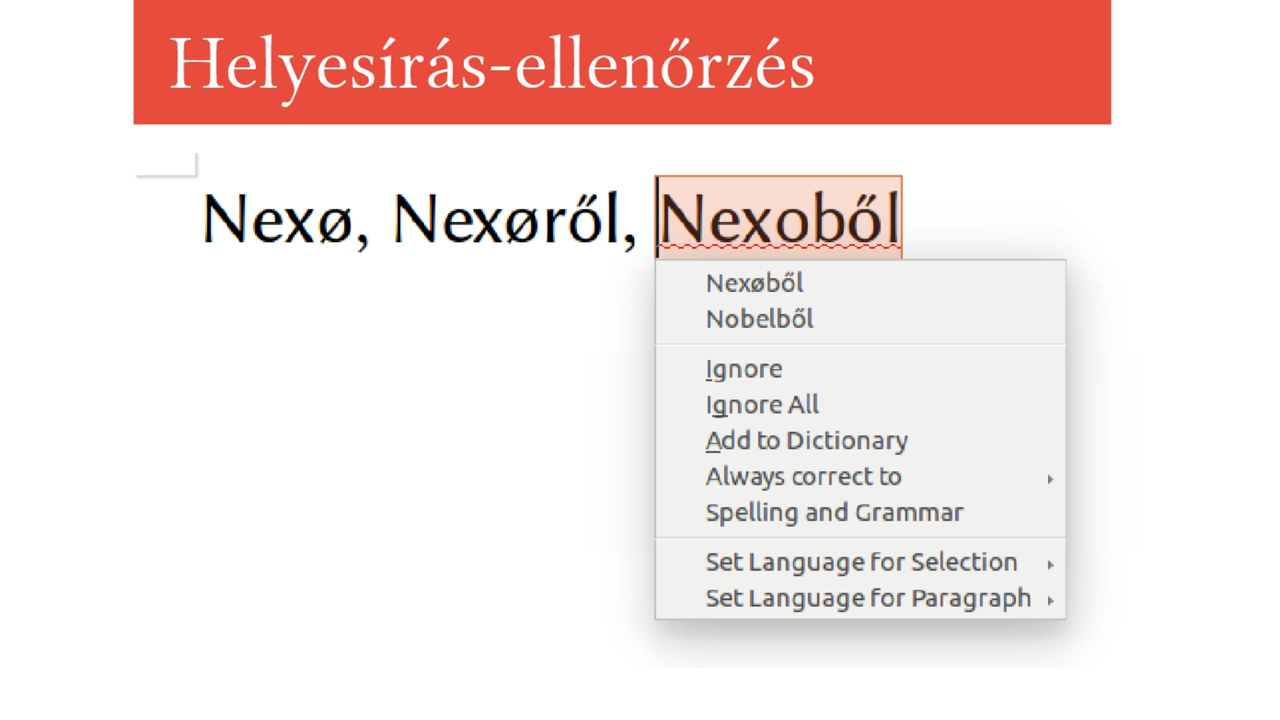 Helyesírás-ellenőrzés
Nexø, Nexøről, Nexoből
Nexøből
Nobelből
Ignore
Ignore All
Add to Dictionary
Always correct to
Spelling and Grammar
Set Language for Selection
Set Language for Paragraph